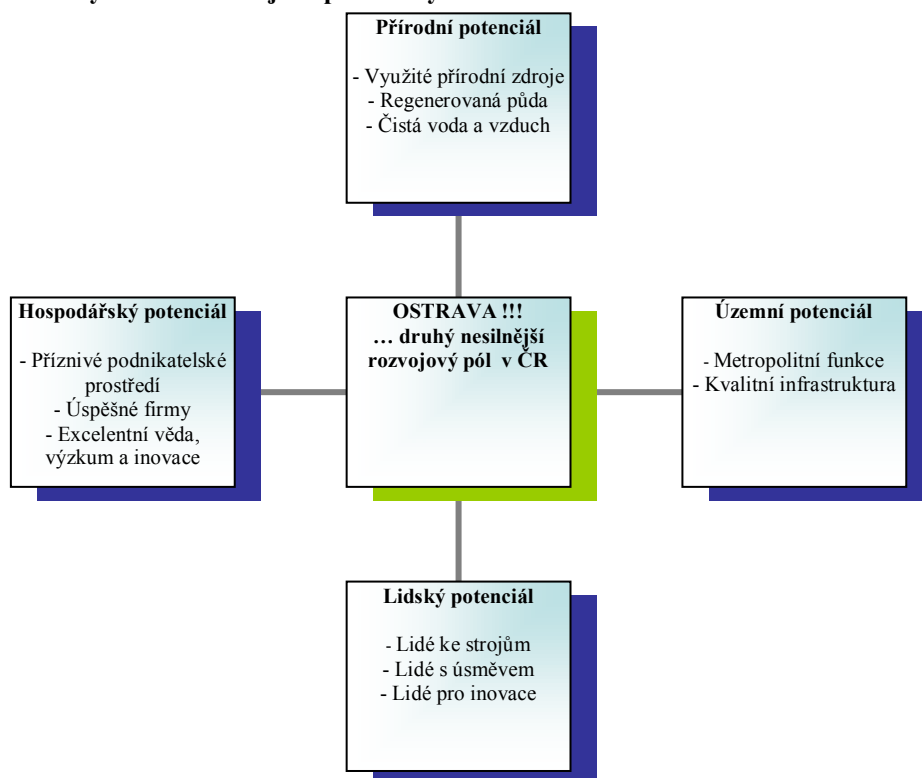 Přírodní potenciál
- Využité přírodní zdroje
- Regenerovaná půda
- Čistá voda a vzduch
Hospodářský potenciál
- Příznivé podnikatelské
prostředí
- Úspěšné firmy
- Excelentní věda,
výzkum a inovace
OSTRAVA !!!
… druhý nesilnější
rozvojový pól v ČR
Územní potenciál
- Metropolitní funkce
- Kvalitní infrastruktura
Lidský potenciál
- Lidé ke strojům
- Lidé s úsměvem
- Lidé pro inovace